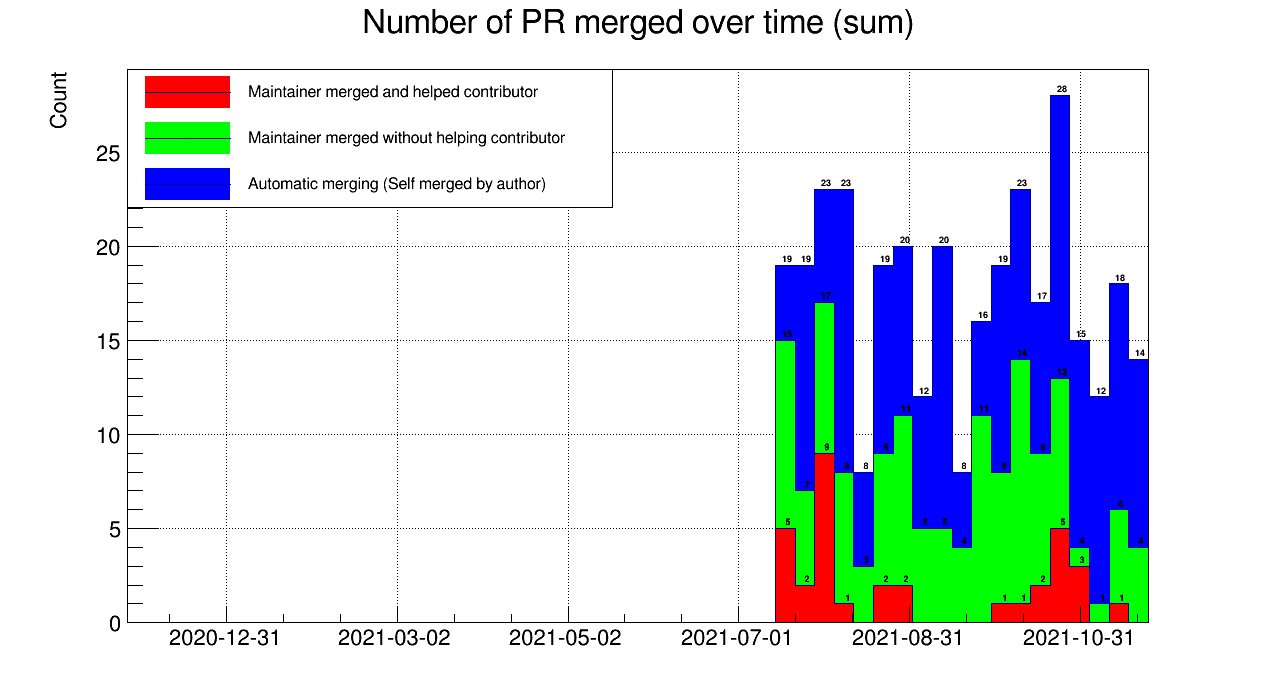 Number of PR merged over time (sum)
Count
Maintainer merged and helped contributor
Maintainer merged without helping contributor
Automatic merging (Self merged by author)
25
20
15
10
5
0
28
23 23 23
20 20
19 19 19 19
18
17 17
16
15 15
14 14 14
13
12 12
11 11
9 9 9
8 8 8 8
7
6
5 5 5 5
4 4 4
3 3
2 2 2 2
1 1 1 1 1
2020-12-31 2021-03-02 2021-05-02 2021-07-01 2021-08-31 2021-10-31